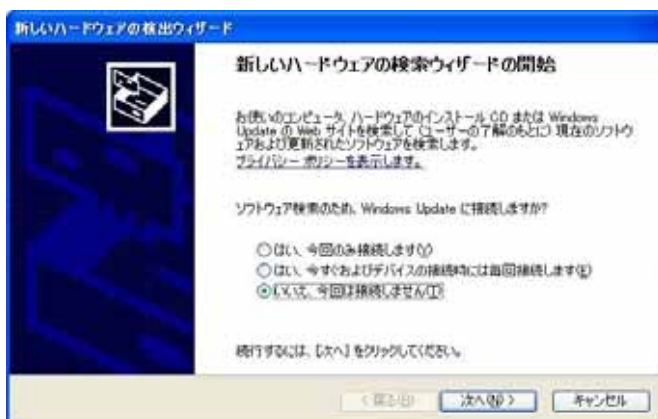 新しいハードウェアの検出ウィザード
新しいハードウェアの検索ウィザードの開始
お使いのコンピュータ、ハードウェアのインストール CD または Windows
Update の Web サイトを検索して (ユーザーの了解のもとに) 現在のソフトウ
ェアおよび更新されたソフトウェアを検索します。
プライバシー ポリシーを表示します。
ソフトウェア検索のため、Windows Update に接続しますか?
はい、今回のみ接続します(Y)
はい、今すぐおよびデバイスの接続時には毎回接続します(E)
いいえ、今回は接続しません(T)
続行するには、[次へ] をクリックしてください。
< 戻る(B)
次へ(N) >
キャンセル